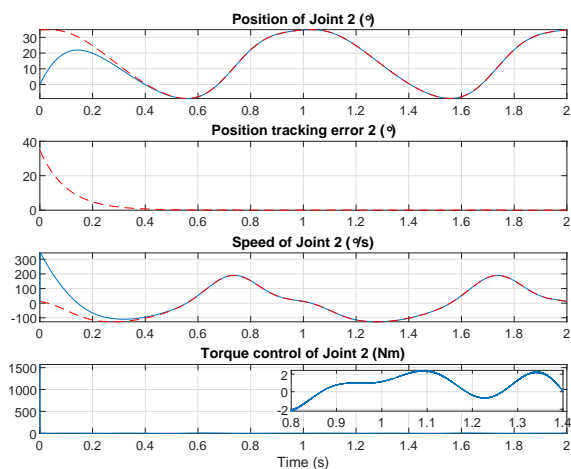 Position of Joint 2 (°)
30
20
10
0
0 0.2 0.4 0.6 0.8 1 1.2 1.4 1.6 1.8 2
Position tracking error 2 (°)
40
20
0
0 0.2 0.4 0.6 0.8 1 1.2 1.4 1.6 1.8 2
Speed of Joint 2 (°/s)
300
200
100
0
-100
0 0.2 0.4 0.6 0.8 1 1.2 1.4 1.6 1.8 2
Torque control of Joint 2 (Nm)
1500
1000
500
0
2
0
-2
0.8 0.9 1 1.1 1.2 1.3 1.4
0 0.2 0.4 0.6 0.8 1 1.2 1.4 1.6 1.8 2
Time (s)